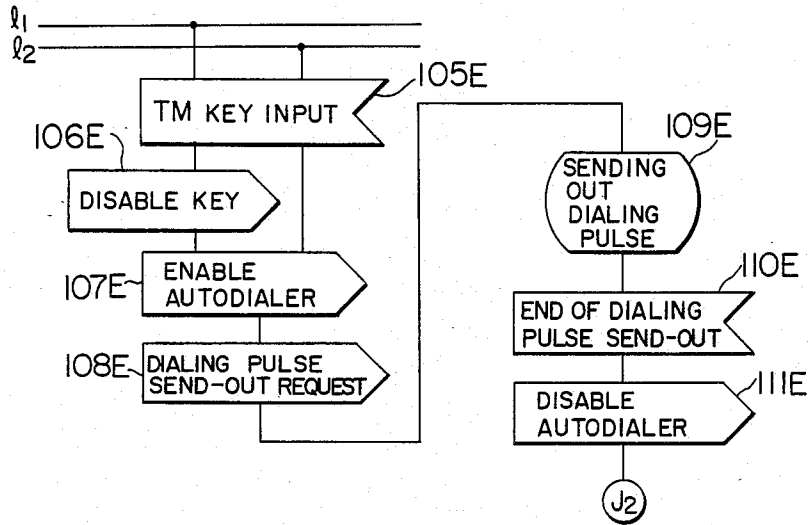 l1
l2
TM KEY INPUT
105E
106E
DISABLE KEY
107E
ENABLE
AUTODIALER
108E
DIALING PULSE
SEND-OUT REQUEST
109E
SENDING
OUT
DIALING
PULSE
110E
END OF DIALING
PULSE SEND-OUT
111E
DISABLE
AUTODIALER
J2